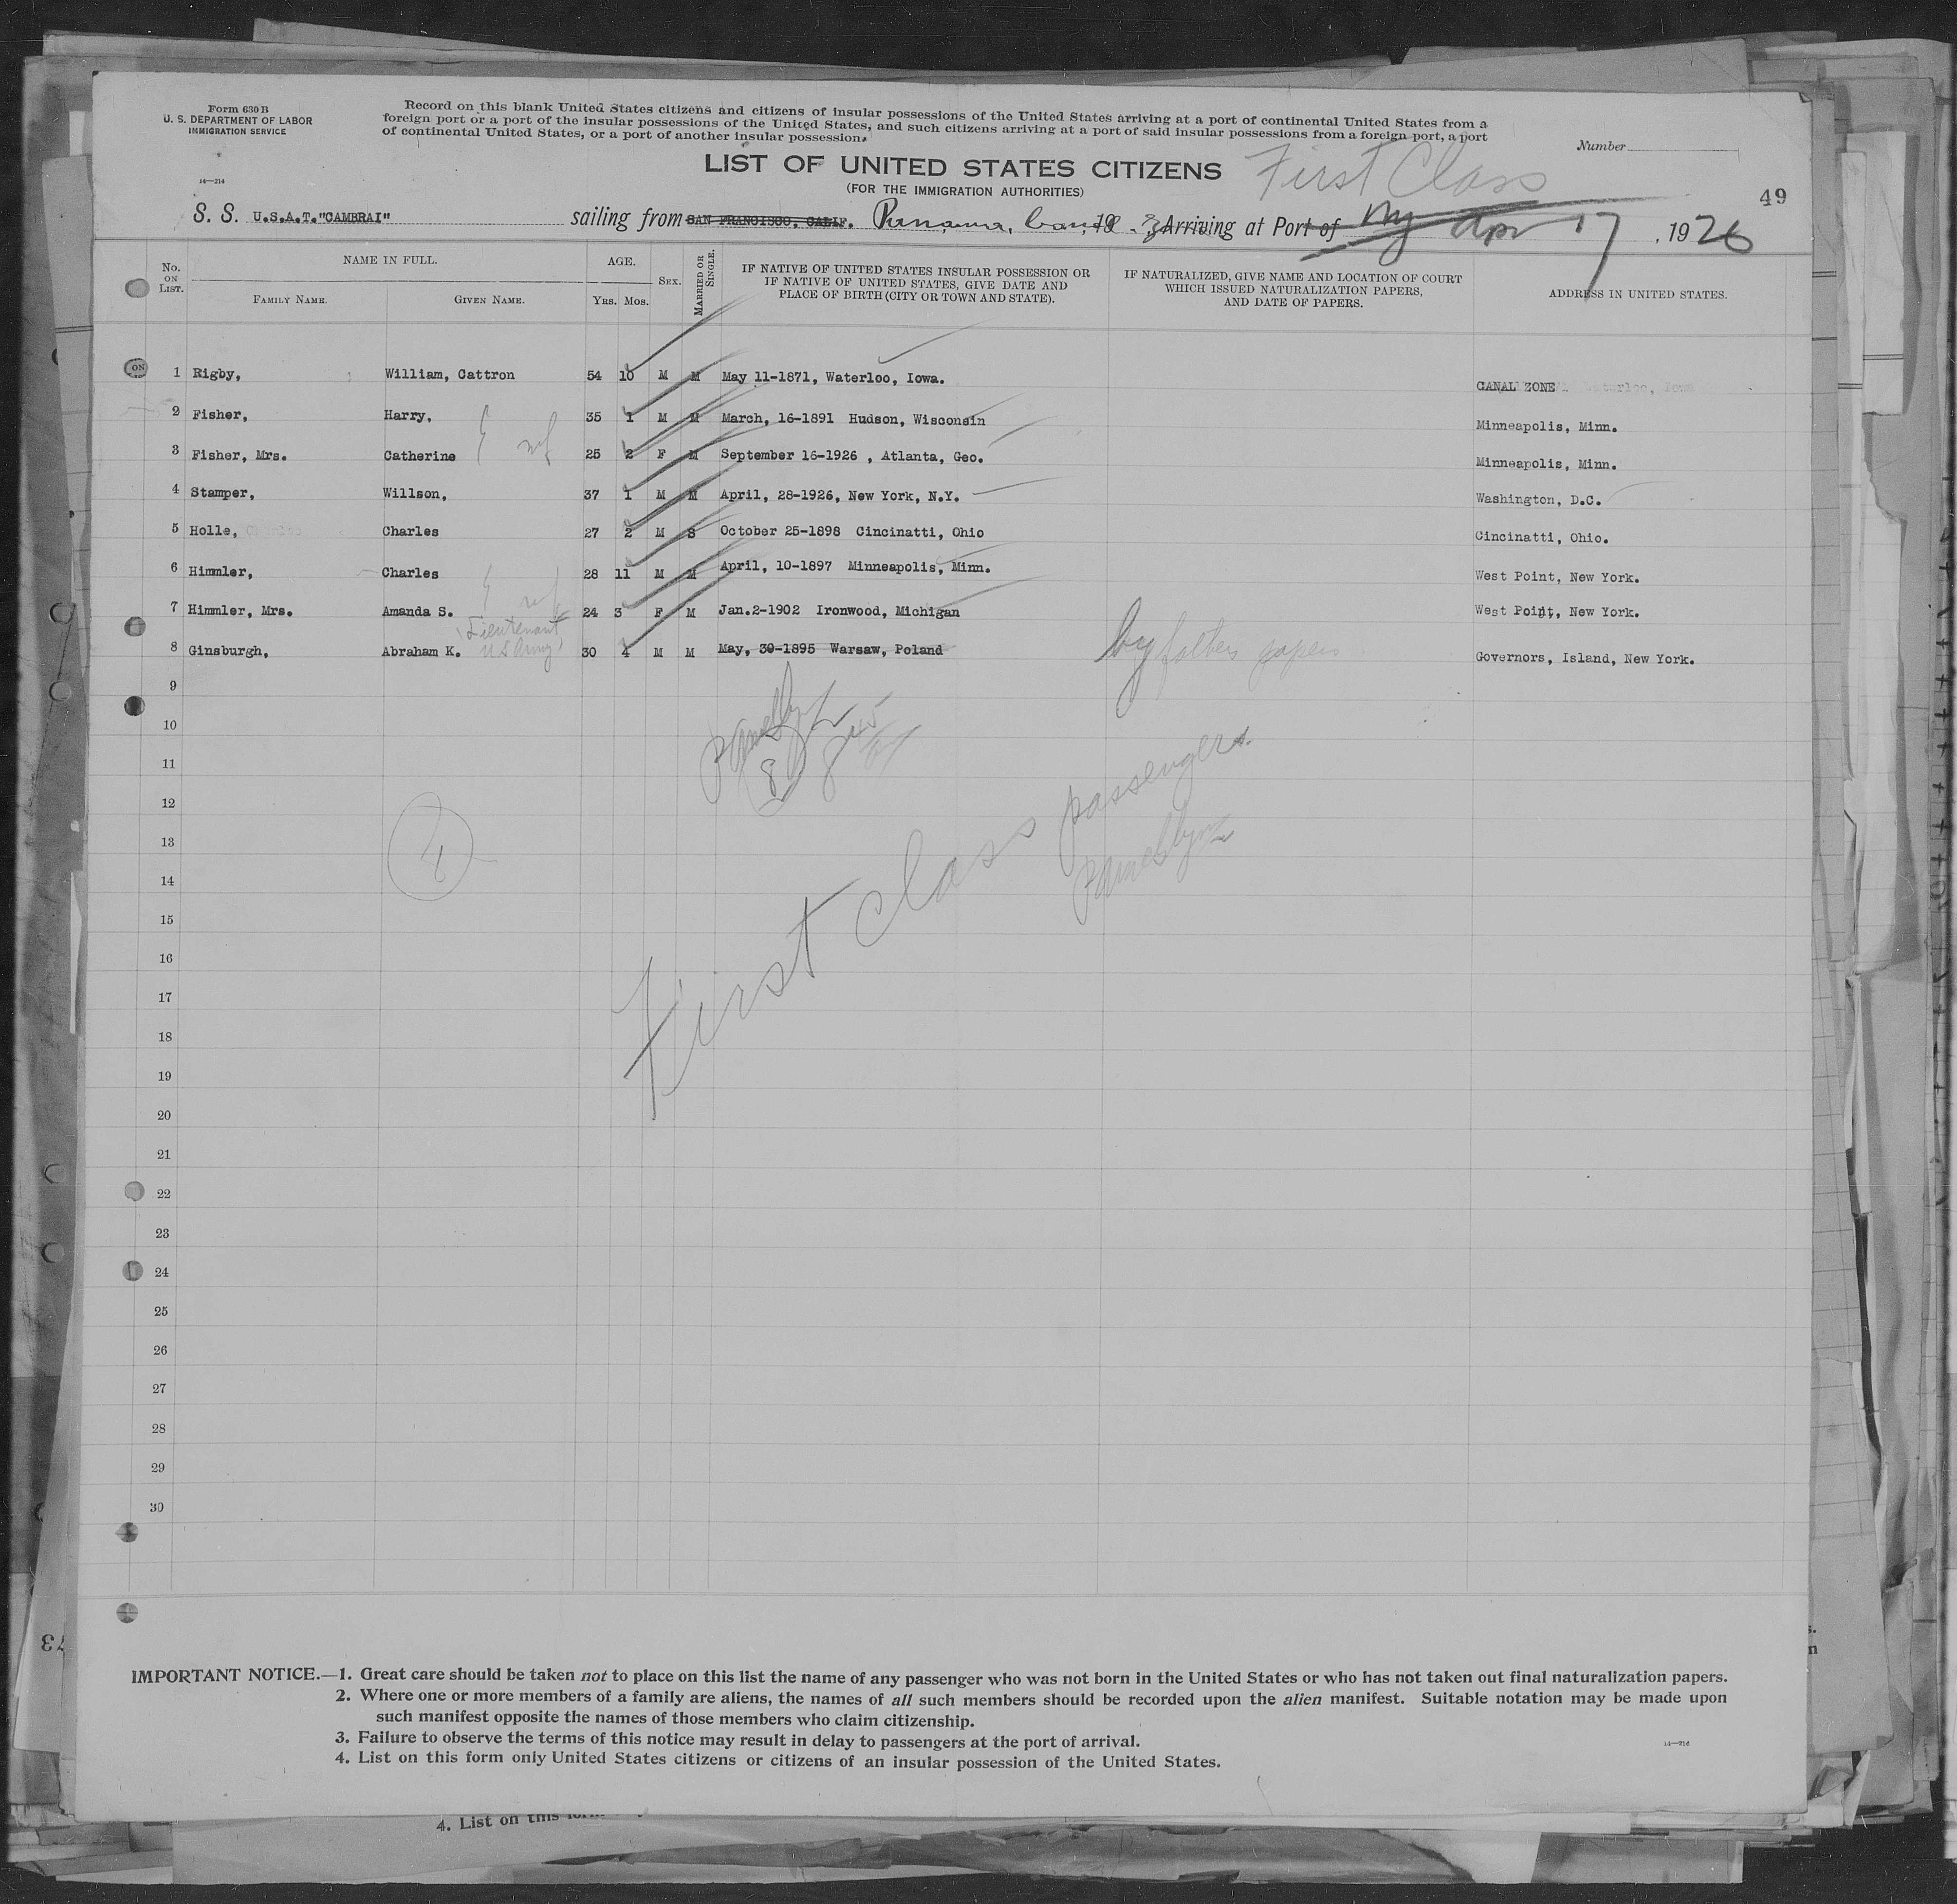 Form 630 B
U. S. DEPARTMENT OF LABOR
IMMIGRATION SERVICE
14—214
Record on this blank United States citizens and citizens of insular possessions of the United States arriving at a port of continental United States from a
foreign port or a port of the insular possessions of the United States, and such citizens arriving at a port of said insular possessions from a foreign port, a port
of continental United States, or a port of another insular possession.
Number
LIST OF UNITED STATES CITIZENS First Class
(FOR THE IMMIGRATION AUTHORITIES)
49
S. S. U.S.A.T."CAMBRAI" sailing from SAN FRANCISCO, CALIF. Panama, Canal 19 Arriving at Port of Ny Apr 17, 1926
No. ON LIST. NAME IN FULL. AGE. SEX. MARRIED OR SINGLE. IF NATIVE OF UNITED STATES INSULAR POSSESSION OR IF NATIVE OF UNITED STATES, GIVE DATE AND PLACE OF BIRTH (CITY OR TOWN AND STATE). IF NATURALIZED, GIVE NAME AND LOCATION OF COURT WHICH ISSUED NATURALIZATION PAPERS, AND DATE OF PAPERS. ADDRESS IN UNITED STATES.
FAMILY NAME. GIVEN NAME. YRS. MOS.
1 Rigby, William, Cattron 54 10 M M May 11-1871, Waterloo, Iowa. CANAL ZONE Waterloo, Iowa
2 Fisher, Harry, 35 1 M M March, 16-1891 Hudson, Wisconsin Minneapolis, Minn.
3 Fisher, Mrs. Catherine 25 2 F M September 16-1926 , Atlanta, Geo. Minneapolis, Minn.
4 Stamper, Willson, 37 1 M M April, 28-1926, New York, N.Y. Washington, D.C.
5 Holle, Charles 27 2 M S October 25-1898 Cincinatti, Ohio Cincinatti, Ohio.
6 Himmler, Charles 28 11 M M April, 10-1897 Minneapolis, Minn. West Point, New York.
7 Himmler, Mrs. Amanda S. 24 3 F M Jan.2-1902 Ironwood, Michigan West Point, New York.
(Lieutenant
US Army)
8 Ginsburgh, Abraham K. 30 4 M M May, 30-1895 Warsaw, Poland by fathers papers Governors, Island, New York.
9
10
11
8
12
13
14
15
First class passengers
16
17
18
19
20
21
22
23
24
25
26
27
28
29
30
IMPORTANT NOTICE.—1. Great care should be taken not to place on this list the name of any passenger who was not born in the United States or who has not taken out final naturalization papers.
2. Where one or more members of a family are aliens, the names of all such members should be recorded upon the alien manifest. Suitable notation may be made upon
such manifest opposite the names of those members who claim citizenship.
3. Failure to observe the terms of this notice may result in delay to passengers at the port of arrival.
4. List on this form only United States citizens or citizens of an insular possession of the United States.
14—214
4. List on this form